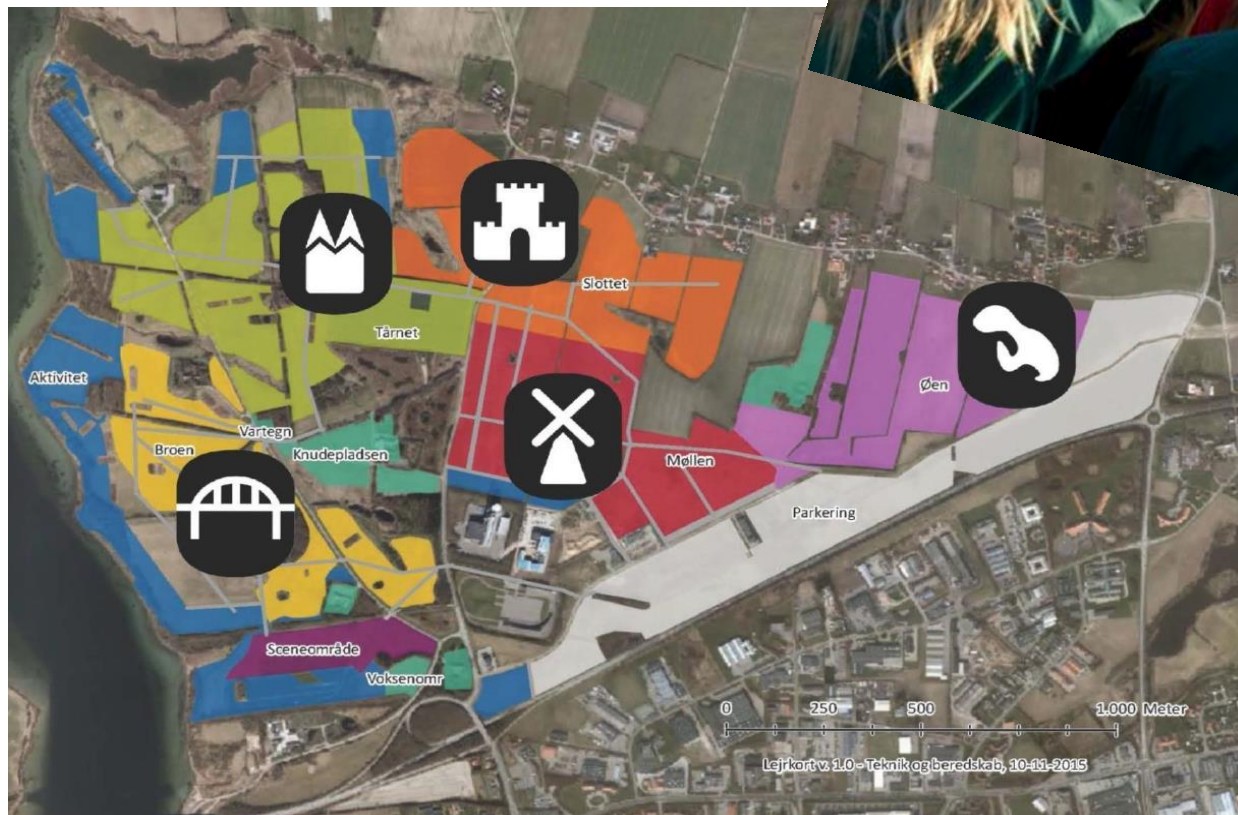 Slottet
Tårnet
Øen
Aktivitet
Vartegn
Broen
Knudepladsen
Møllen
Parkering
Sceneområde
Voksenomr
0 250 500 1.000 Meter
Lejrkort v. 1.0 - Teknik og beredskab, 10-11-2015